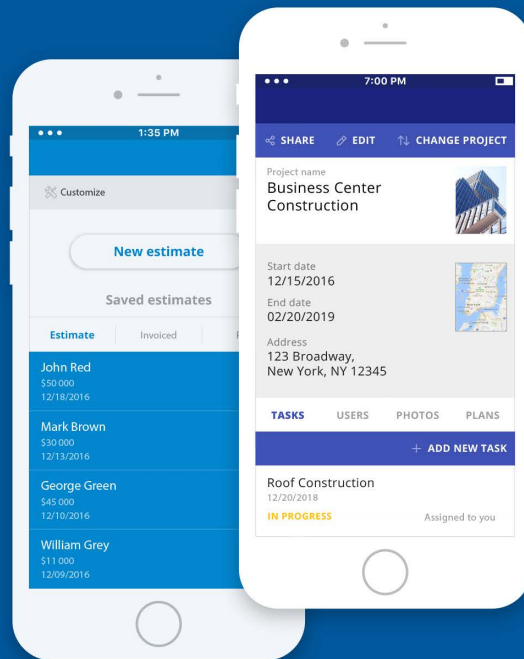 1:35 PM
Customize
New estimate
Saved estimates
Estimate
Invoiced
John Red
$50 000
12/18/2016
Mark Brown
$30 000
12/13/2016
George Green
$45 000
12/10/2016
William Grey
$11 000
12/09/2016
7:00 PM
SHARE
EDIT
CHANGE PROJECT
Project name
Business Center
Construction
Start date
12/15/2016
End date
02/20/2019
Address
123 Broadway,
New York, NY 12345
TASKS
USERS
PHOTOS
PLANS
+ ADD NEW TASK
Roof Construction
12/20/2018
IN PROGRESS
Assigned to you